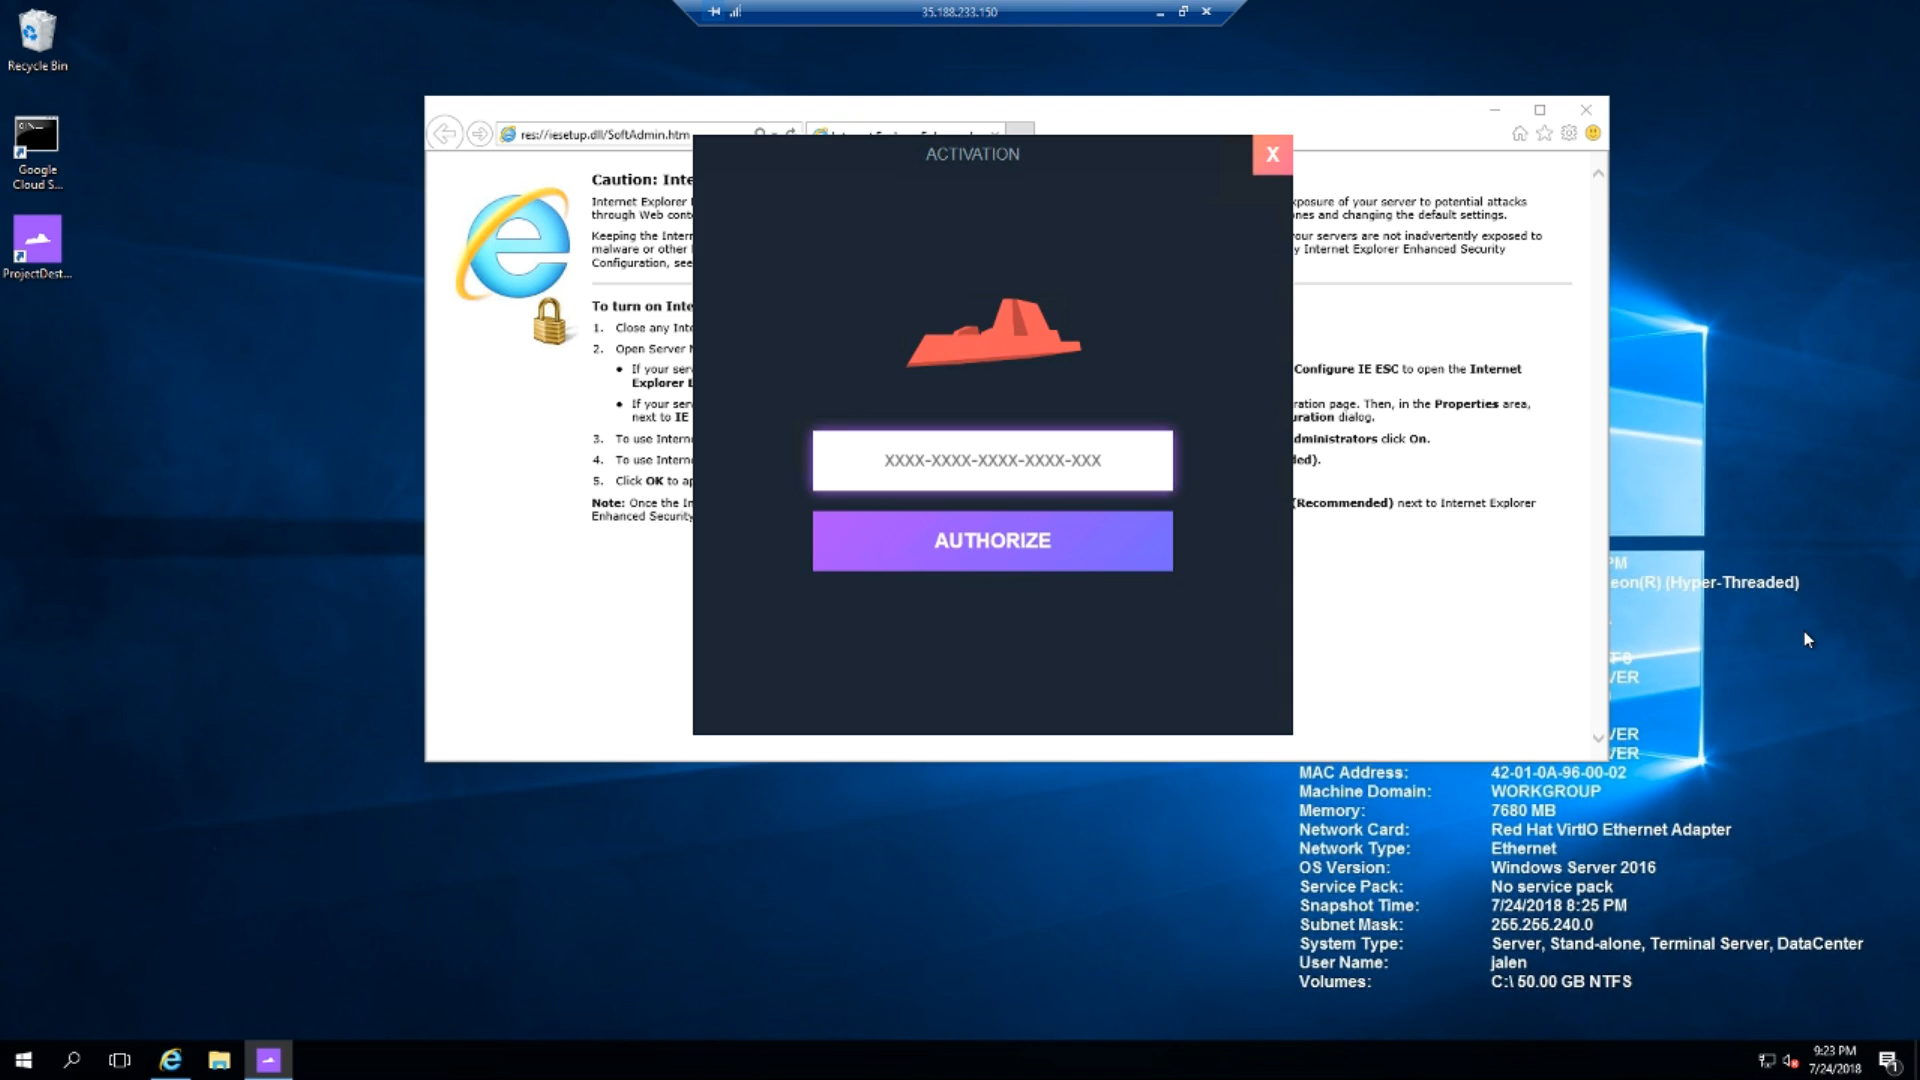 35.188.233.150
Recycle Bin
Google
Cloud S...
ProjectDest...
res://iesetup.dll/SoftAdmin.htm
ACTIVATION
X
Caution: Inte
Internet Explorer
xposure of your server to potential attacks
through Web cont
nes and changing the default settings.
Keeping the Intern
our servers are not inadvertently exposed to
malware or other
y Internet Explorer Enhanced Security
Configuration, see
To turn on Inte
1. Close any Inte
2. Open Server M
• If your serv
Configure IE ESC to open the Internet
Explorer E
• If your serv
ration page. Then, in the Properties area,
next to IE
uration dialog.
3. To use Intern
dministrators click On.
4. To use Intern
ded).
5. Click OK to ap
Note: Once the In
(Recommended) next to Internet Explorer
Enhanced Security
XXXX-XXXX-XXXX-XXXX-XXX
AUTHORIZE
PM
eon(R) (Hyper-Threaded)
TFS
VER
VER
VER
MAC Address: 42-01-0A-96-00-02
Machine Domain: WORKGROUP
Memory: 7680 MB
Network Card: Red Hat VirtIO Ethernet Adapter
Network Type: Ethernet
OS Version: Windows Server 2016
Service Pack: No service pack
Snapshot Time: 7/24/2018 8:25 PM
Subnet Mask: 255.255.240.0
System Type: Server, Stand-alone, Terminal Server, DataCenter
User Name: jalen
Volumes: C:\ 50.00 GB NTFS
9:23 PM
7/24/2018
1